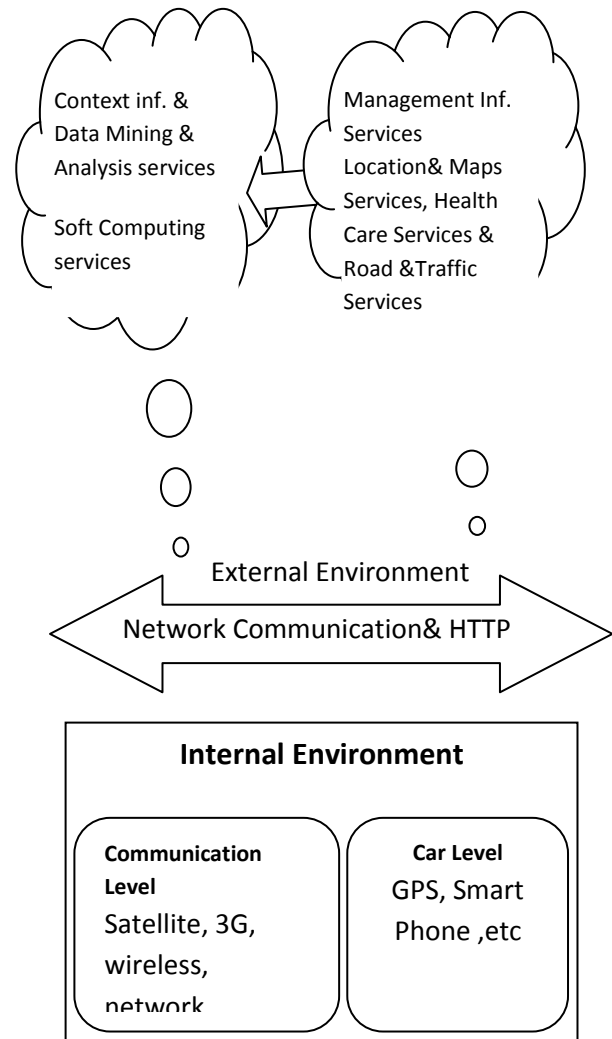 Context inf. &
Data Mining &
Analysis services
Soft Computing
services
Management Inf.
Services
Location& Maps
Services, Health
Care Services &
Road &Traffic
Services
External Environment
Network Communication& HTTP
Internal Environment
Communication
Level
Satellite, 3G,
wireless,
network
Car Level
GPS, Smart
Phone ,etc